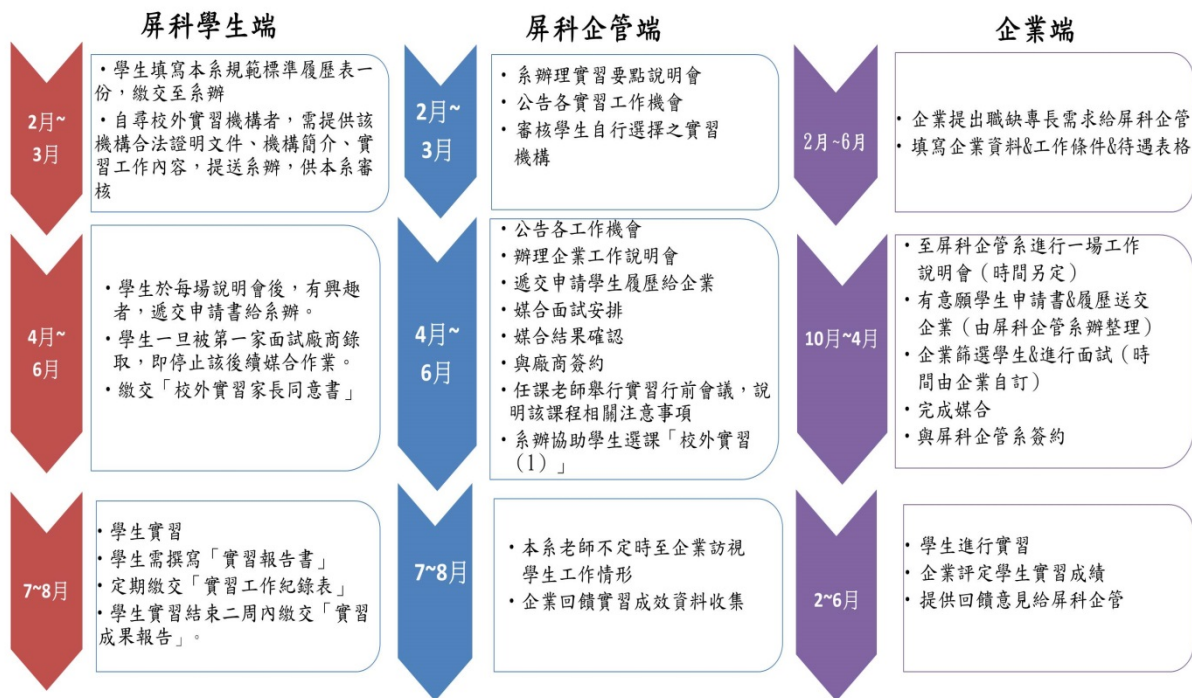 屏科學生端
2月~
3月
• 學生填寫本系規範標準履歷表一
份，繳交至系辦
• 自尋校外實習機構者，需提供該
機構合法證明文件、機構簡介、實
習工作內容，提送系辦，供本系審
核
4月~
6月
• 學生於每場說明會後，有興趣
者，遞交申請書給系辦。
• 學生一旦被第一家面試廠商錄
取，即停止該後續媒合作業。
• 繳交「校外實習家長同意書」
7~8月
• 學生實習
• 學生需撰寫「實習報告書」
• 定期繳交「實習工作紀錄表」
• 學生實習結束二周內繳交「實習
成果報告」。
屏科企管端
2月~
3月
• 系辦理實習要點說明會
• 公告各實習工作機會
• 審核學生自行選擇之實習
機構
4月~
6月
• 公告各工作機會
• 辦理企業工作說明會
• 遞交申請學生履歷給企業
• 媒合面試安排
• 媒合結果確認
• 與廠商簽約
• 任課老師舉行實習行前會議，說
明該課程相關注意事項
• 系辦協助學生選課「校外實習
（1）」
7~8月
• 本系老師不定時至企業訪視
學生工作情形
• 企業回饋實習成效資料收集
企業端
2月~6月
• 企業提出職缺專長需求給屏科企管
• 填寫企業資料&工作條件&待遇表格
10月~4月
• 至屏科企管系進行一場工作
說明會（時間另定）
• 有意願學生申請書&履歷送交
企業（由屏科企管系辦整理）
• 企業篩選學生&進行面試（時
間由企業自訂）
• 完成媒合
• 與屏科企管系簽約
2~6月
• 學生進行實習
• 企業評定學生實習成績
• 提供回饋意見給屏科企管